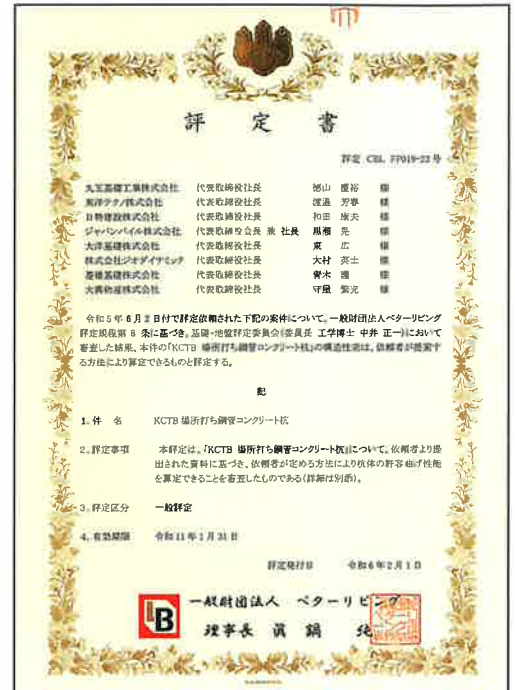 評定書
評定 CBL FP019-22号
丸五基礎工業株式会社 代表取締役社長 徳山 様
東洋テクノ株式会社 代表取締役社長 渡邉 芳春 様
日特建設株式会社 代表取締役社長 和田 康夫 様
ジャパンパイル株式会社 代表取締役会長 兼 社長 黒瀬 晃 様
大洋基礎株式会社 代表取締役社長 東 広 様
株式会社ジオダイナミック 代表取締役社長 大村 英士 様
菱雄基礎株式会社 代表取締役社長 青木 様
大興物産株式会社 代表取締役社長 守屋 繁光 様
令和5年6月2日付で評定依頼された下記の案件について、一般財団法人ベターリビング
評定規程第8条に基づき、基礎・地盤評定委員会(委員長 工学博士 中井 正一)において
審査した結果、本件の「KCTB 場所打ち鋼管コンクリート杭」の構造性能は、依頼者が提案す
る方法により算定できるものと評定する。
記
1. 件 名 KCTB 場所打ち鋼管コンクリート杭
2. 評定事項 本評定は、「KCTB 場所打ち鋼管コンクリート杭」について、依頼者より提
出された資料に基づき、依頼者が定める方法により杭体の許容曲げ性能
を算定できることを審査したものである(詳細は別添)。
3. 評定区分 一般評定
4. 有効期限 令和11年1月31日
評定発行日 令和6年2月1日
一般財団法人 ベターリビング
理事長 眞鍋 純